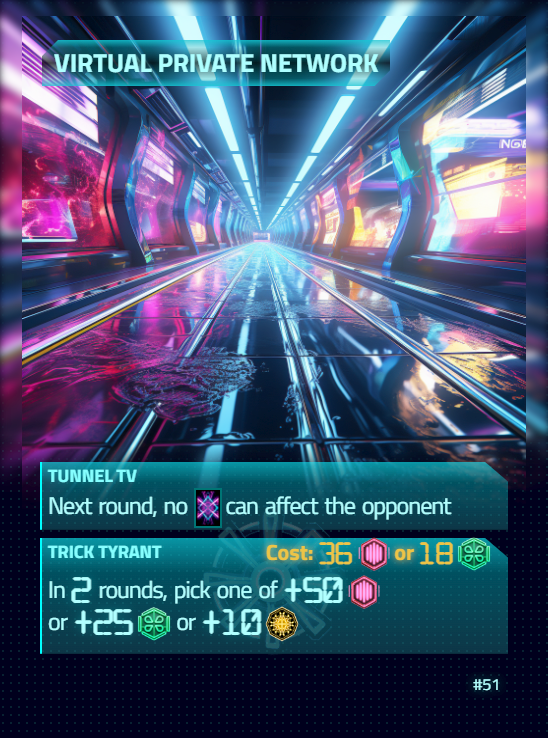 VIRTUAL PRIVATE NETWORK
TUNNEL TV
Next round, no can affect the opponent
TRICK TYRANT
Cost: 36 or 18
In 2 rounds, pick one of +50
or +25 or +10
#51